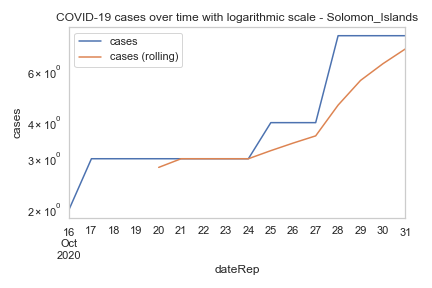 COVID-19 cases over time with logarithmic scale - Solomon_Islands
cases
cases (rolling)
6 × 10⁰
4 × 10⁰
3 × 10⁰
2 × 10⁰
cases
16 17 18 19 20 21 22 23 24 25 26 27 28 29 30 31
Oct
2020
dateRep